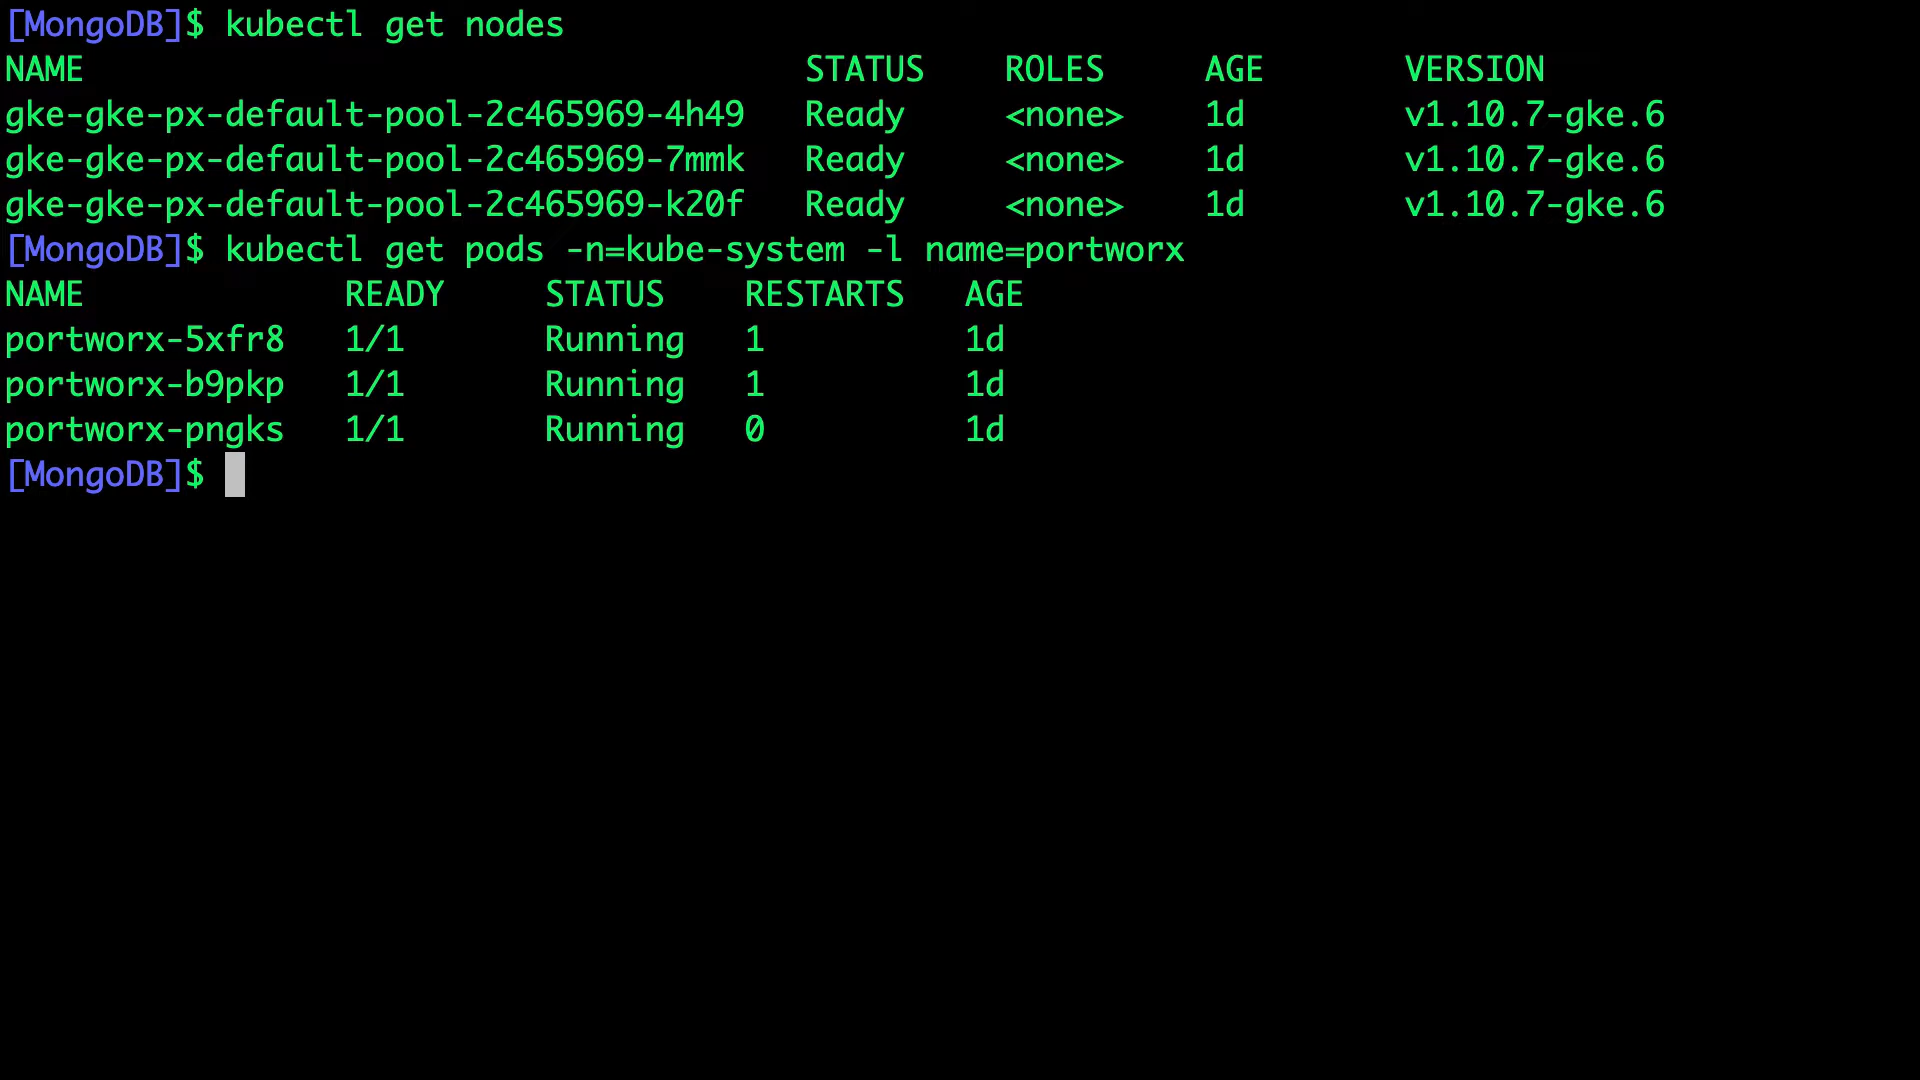 [MongoDB]$ kubectl get nodes
NAME STATUS ROLES AGE VERSION
gke-gke-px-default-pool-2c465969-4h49 Ready <none> 1d v1.10.7-gke.6
gke-gke-px-default-pool-2c465969-7mmk Ready <none> 1d v1.10.7-gke.6
gke-gke-px-default-pool-2c465969-k20f Ready <none> 1d v1.10.7-gke.6
[MongoDB]$ kubectl get pods -n=kube-system -l name=portworx
NAME READY STATUS RESTARTS AGE
portworx-5xfr8 1/1 Running 1 1d
portworx-b9pkp 1/1 Running 1 1d
portworx-pngks 1/1 Running 0 1d
[MongoDB]$